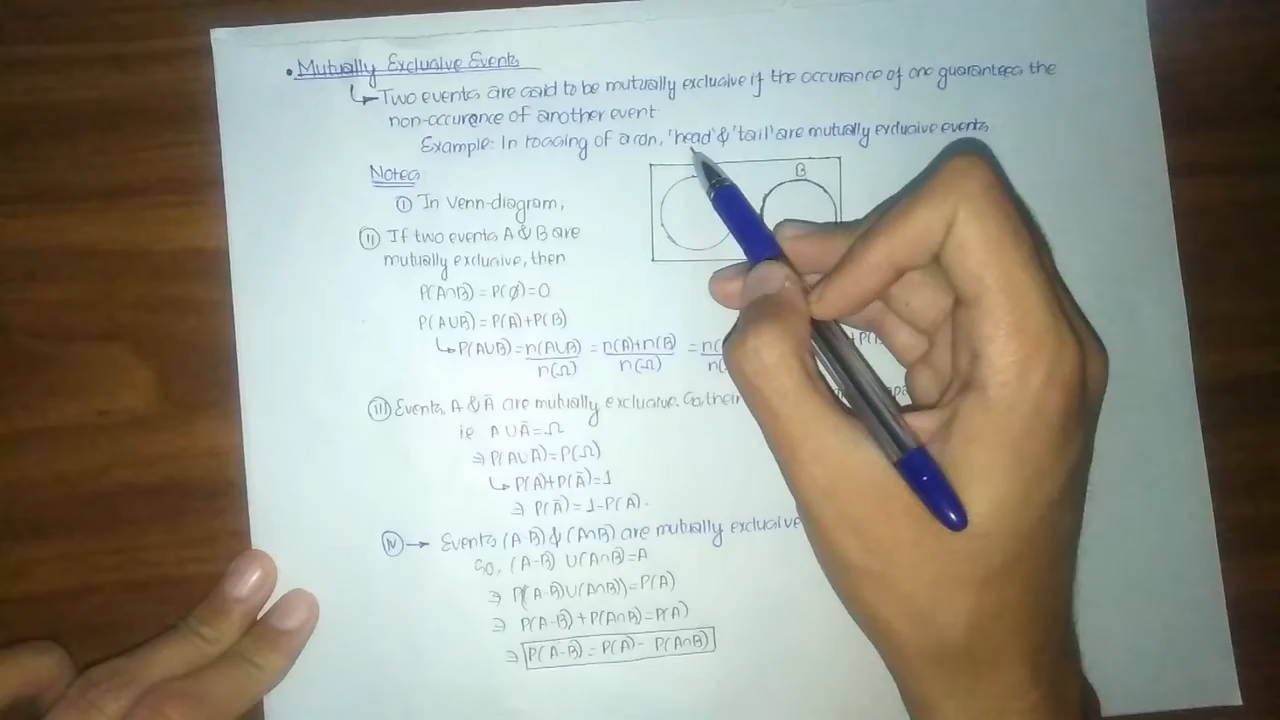 • Mutually Exclusive Events
↳ Two events are said to be mutually exclusive if the occurance of one guarantees the
non-occurance of another event
Example: In tossing of a coin, 'head' & 'tail' are mutually exclusive events
Notes
B
① In Venn-diagram,
II If two events A & B are
mutually exclusive, then
P(A∩B) = P(∅) = 0
P(A∪B) = P(A) + P(B)
↳ P(A∪B) = n(A∪B)/n(Ω) = n(A)+n(B)/n(Ω) =
III Events A & Ā are mutually exclusive. So, their
ie A∪Ā = Ω
⇒ P(A∪Ā) = P(Ω)
↳ P(A) + P(Ā) = 1
⇒ P(Ā) = 1 - P(A).
IV → Events (A-B) & (A∩B) are mutually exclusive
So, (A-B) ∪ (A∩B) = A
⇒ P((A-B)∪(A∩B)) = P(A)
⇒ P(A-B) + P(A∩B) = P(A)
⇒ P(A-B) = P(A) - P(A∩B)